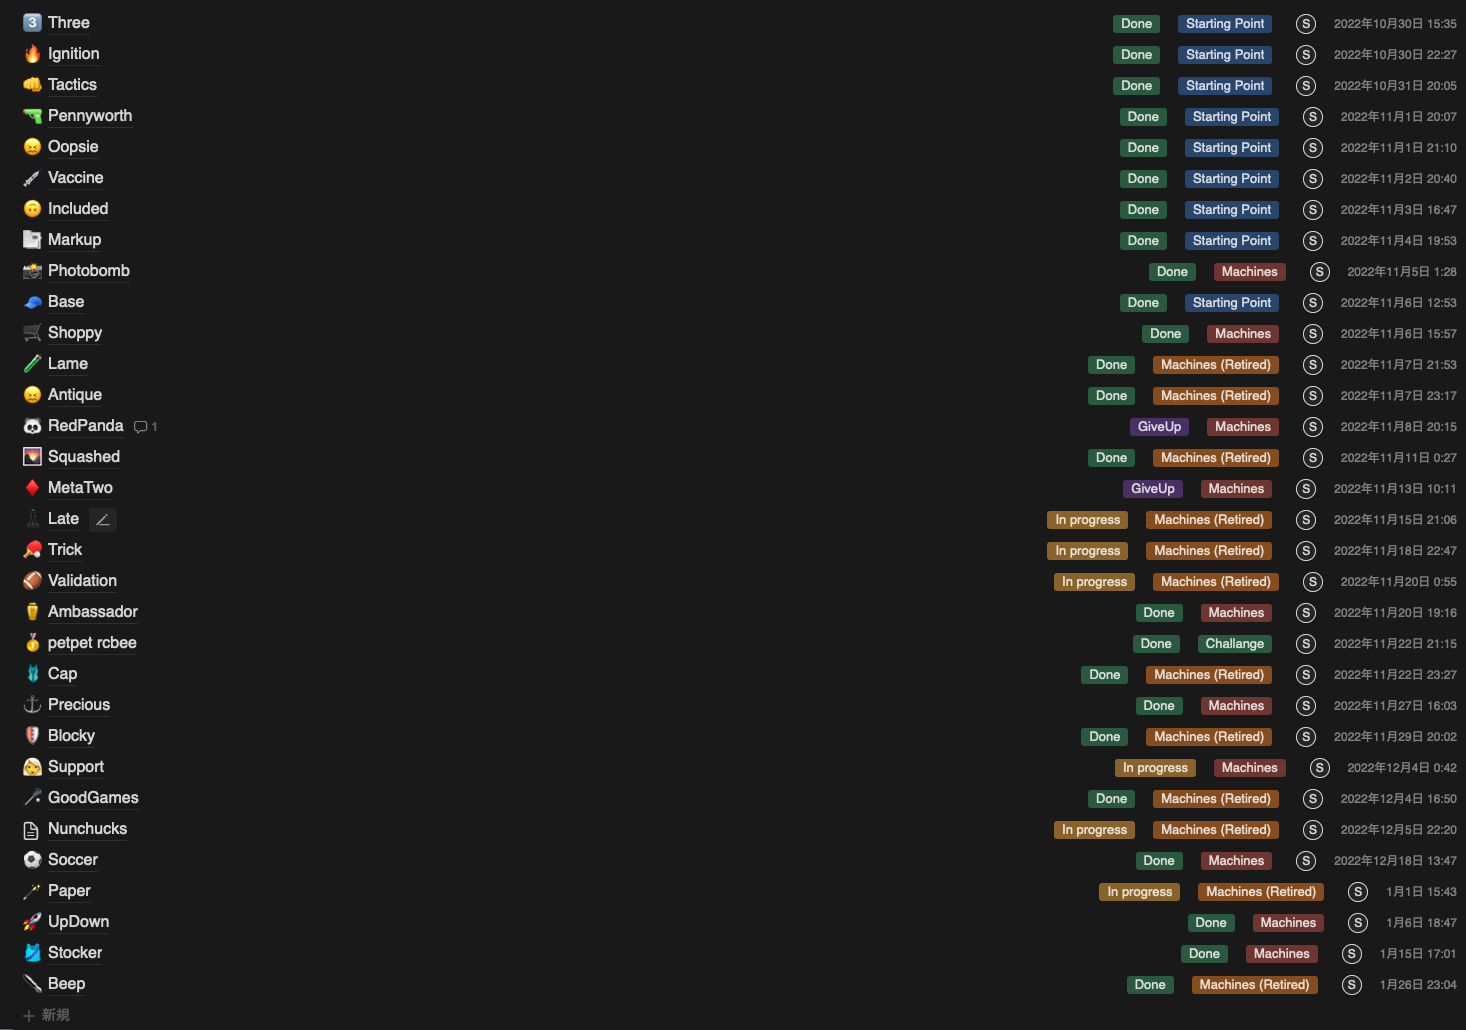 3 Three Done Starting Point S 2022年10月30日 15:35
Ignition Done Starting Point S 2022年10月30日 22:27
Tactics Done Starting Point S 2022年10月31日 20:05
Pennyworth Done Starting Point S 2022年11月1日 20:07
Oopsie Done Starting Point S 2022年11月1日 21:10
Vaccine Done Starting Point S 2022年11月2日 20:40
Included Done Starting Point S 2022年11月3日 16:47
Markup Done Starting Point S 2022年11月4日 19:53
Photobomb Done Machines S 2022年11月5日 1:28
Base Done Starting Point S 2022年11月6日 12:53
Shoppy Done Machines S 2022年11月6日 15:57
Lame Done Machines (Retired) S 2022年11月7日 21:53
Antique Done Machines (Retired) S 2022年11月7日 23:17
RedPanda 1 GiveUp Machines S 2022年11月8日 20:15
Squashed Done Machines (Retired) S 2022年11月11日 0:27
MetaTwo GiveUp Machines S 2022年11月13日 10:11
Late In progress Machines (Retired) S 2022年11月15日 21:06
Trick In progress Machines (Retired) S 2022年11月18日 22:47
Validation In progress Machines (Retired) S 2022年11月20日 0:55
Ambassador Done Machines S 2022年11月20日 19:16
petpet rcbee Done Challange S 2022年11月22日 21:15
Cap Done Machines (Retired) S 2022年11月22日 23:27
Precious Done Machines S 2022年11月27日 16:03
Blocky Done Machines (Retired) S 2022年11月29日 20:02
Support In progress Machines S 2022年12月4日 0:42
GoodGames Done Machines (Retired) S 2022年12月4日 16:50
Nunchucks In progress Machines (Retired) S 2022年12月5日 22:20
Soccer Done Machines S 2022年12月18日 13:47
Paper In progress Machines (Retired) S 1月1日 15:43
UpDown Done Machines S 1月6日 18:47
Stocker Done Machines S 1月15日 17:01
Beep Done Machines (Retired) S 1月26日 23:04
+ 新規